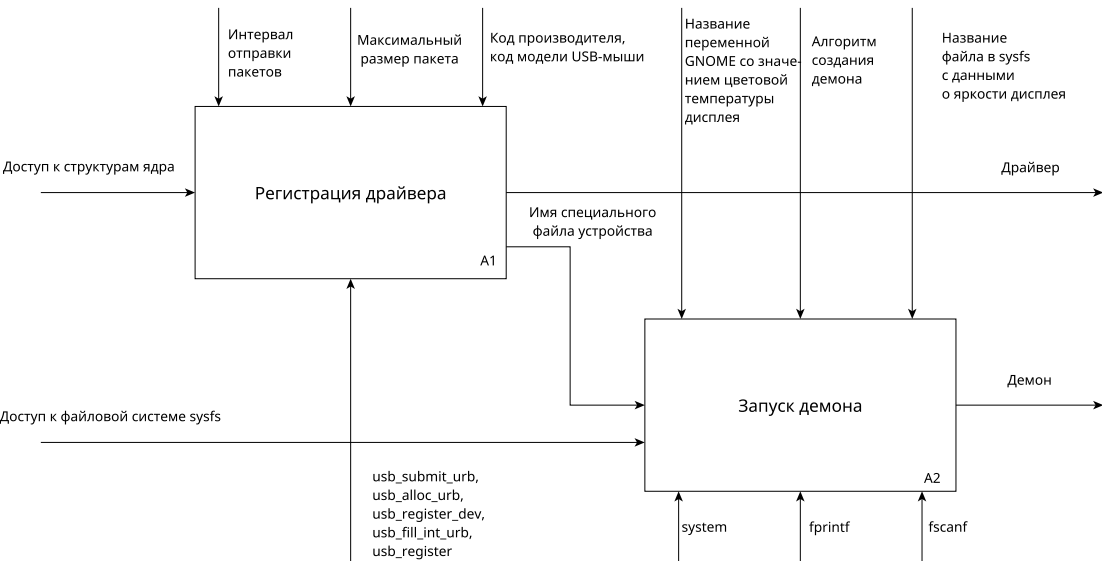 Интервал
отправки
пакетов
Максимальный
размер пакета
Код производителя,
код модели USB-мыши
Название
переменной
GNOME со значе-
нием цветовой
температуры
дисплея
Алгоритм
создания
демона
Название
файла в sysfs
с данными
о яркости дисплея
Доступ к структурам ядра
Регистрация драйвера
A1
Драйвер
Имя специального
файла устройства
Доступ к файловой системе sysfs
Запуск демона
A2
Демон
usb_submit_urb,
usb_alloc_urb,
usb_register_dev,
usb_fill_int_urb,
usb_register
system
fprintf
fscanf